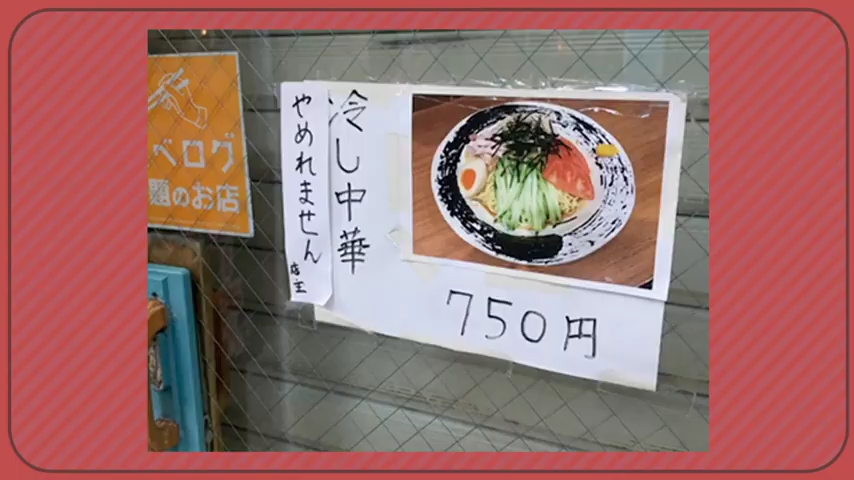 冷し中華
やめれません
店主
750円
ベログ
題のお店